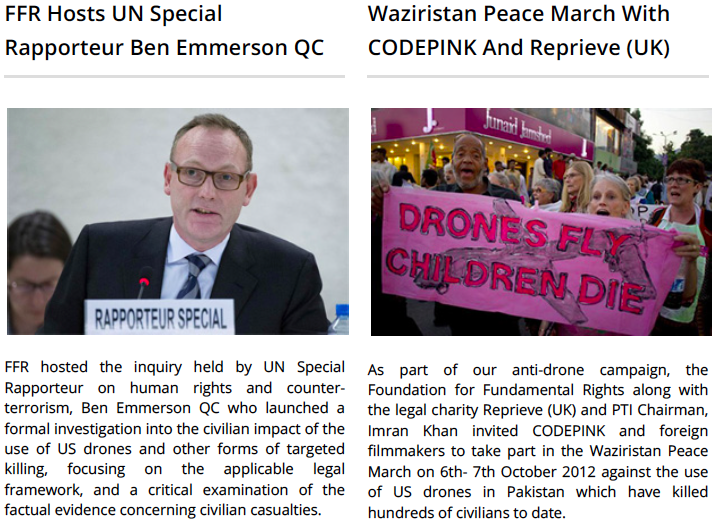 FFR Hosts UN Special
Rapporteur Ben Emmerson QC
RAPPORTEUR SPECIAL
FFR hosted the inquiry held by UN Special
Rapporteur on human rights and counter-
terrorism, Ben Emmerson QC who launched a
formal investigation into the civilian impact of the
use of US drones and other forms of targeted
killing, focusing on the applicable legal
framework, and a critical examination of the
factual evidence concerning civilian casualties.
Waziristan Peace March With
CODEPINK And Reprieve (UK)
J.
Junaid Jamshed
DRONES FLY
CHILDREN DIE
As part of our anti-drone campaign, the
Foundation for Fundamental Rights along with
the legal charity Reprieve (UK) and PTI Chairman,
Imran Khan invited CODEPINK and foreign
filmmakers to take part in the Waziristan Peace
March on 6th- 7th October 2012 against the use
of US drones in Pakistan which have killed
hundreds of civilians to date.